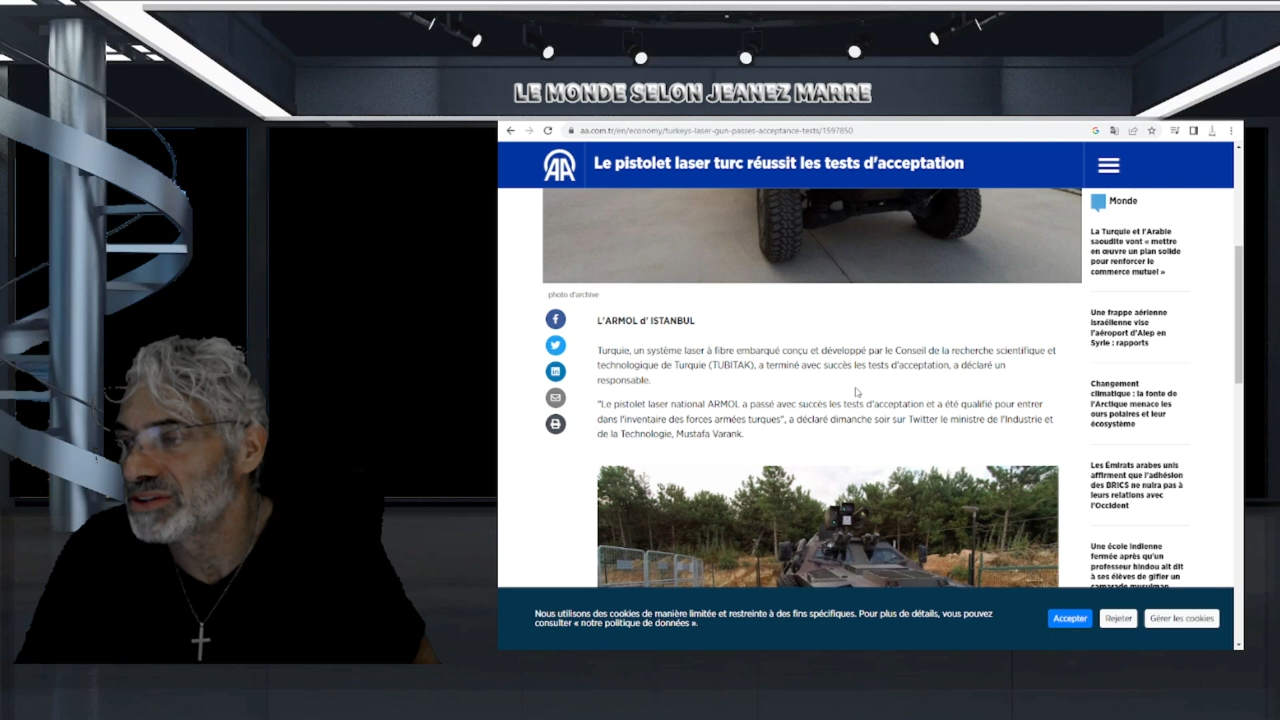 LE MONDE SELON JEANEZ MARRE
aa.com.tr/en/economy/turkeys-laser-gun-passes-acceptance-tests/1597850
AA
Le pistolet laser turc réussit les tests d'acceptation
photo d'archive
L'ARMOL d' ISTANBUL
Turquie, un système laser à fibre embarqué conçu et développé par le Conseil de la recherche scientifique et
technologique de Turquie (TUBITAK), a terminé avec succès les tests d'acceptation, a déclaré un
responsable.
"Le pistolet laser national ARMOL a passé avec succès les tests d'acceptation et a été qualifié pour entrer
dans l'inventaire des forces armées turques", a déclaré dimanche soir sur Twitter le ministre de l'Industrie et
de la Technologie, Mustafa Varank.
Monde
La Turquie et l'Arabie
saoudite vont « mettre
en œuvre un plan solide
pour renforcer le
commerce mutuel »
Une frappe aérienne
israélienne vise
l'aéroport d'Alep en
Syrie : rapports
Changement
climatique : la fonte de
l'Arctique menace les
ours polaires et leur
écosystème
Les Émirats arabes unis
affirment que l'adhésion
des BRICS ne nuira pas à
leurs relations avec
l'Occident
Une école indienne
fermée après qu'un
professeur hindou ait dit
à ses élèves de gifler un
camarade musulman
Nous utilisons des cookies de manière limitée et restreinte à des fins spécifiques. Pour plus de détails, vous pouvez
consulter « notre politique de données ».
Accepter
Rejeter
Gérer les cookies